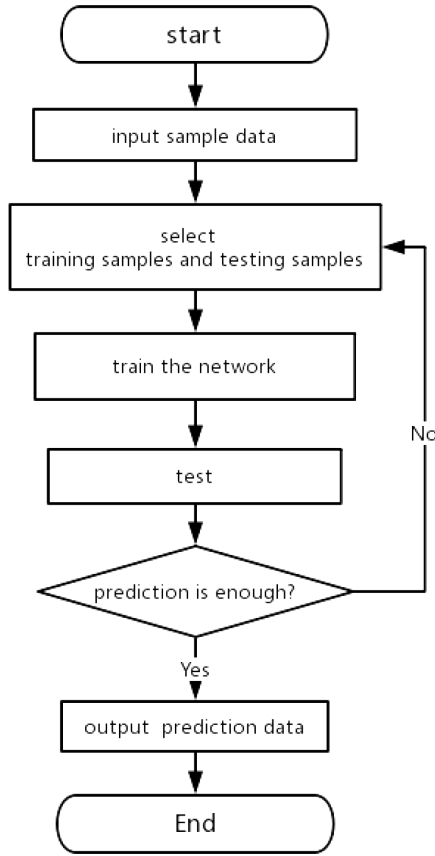 start
input sample data
select
training samples and testing samples
train the network
test
prediction is enough?
No
Yes
output prediction data
End